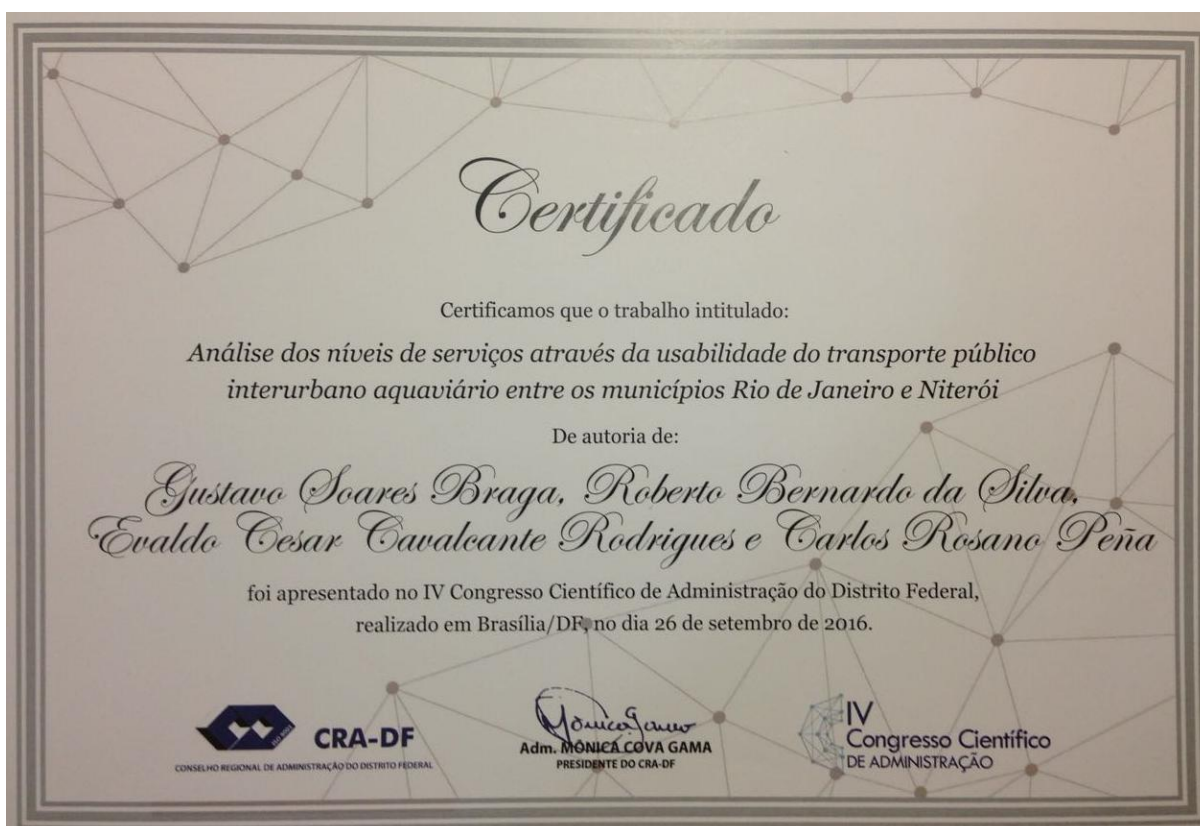 Certificado
Certificamos que o trabalho intitulado:
Análise dos níveis de serviços através da usabilidade do transporte público
interurbano aquaviário entre os municípios Rio de Janeiro e Niterói
De autoria de:
Gustavo Soares Braga, Roberto Bernardo da Silva,
Evaldo Cesar Cavalcante Rodrigues e Carlos Rosano Peña
foi apresentado no IV Congresso Científico de Administração do Distrito Federal,
realizado em Brasília/DF, no dia 26 de setembro de 2016.
ISO 9001
CRA-DF
CONSELHO REGIONAL DE ADMINISTRAÇÃO DO DISTRITO FEDERAL
Mônica Gama
Adm. MÔNICA COVA GAMA
PRESIDENTE DO CRA-DF
IV
Congresso Científico
DE ADMINISTRAÇÃO